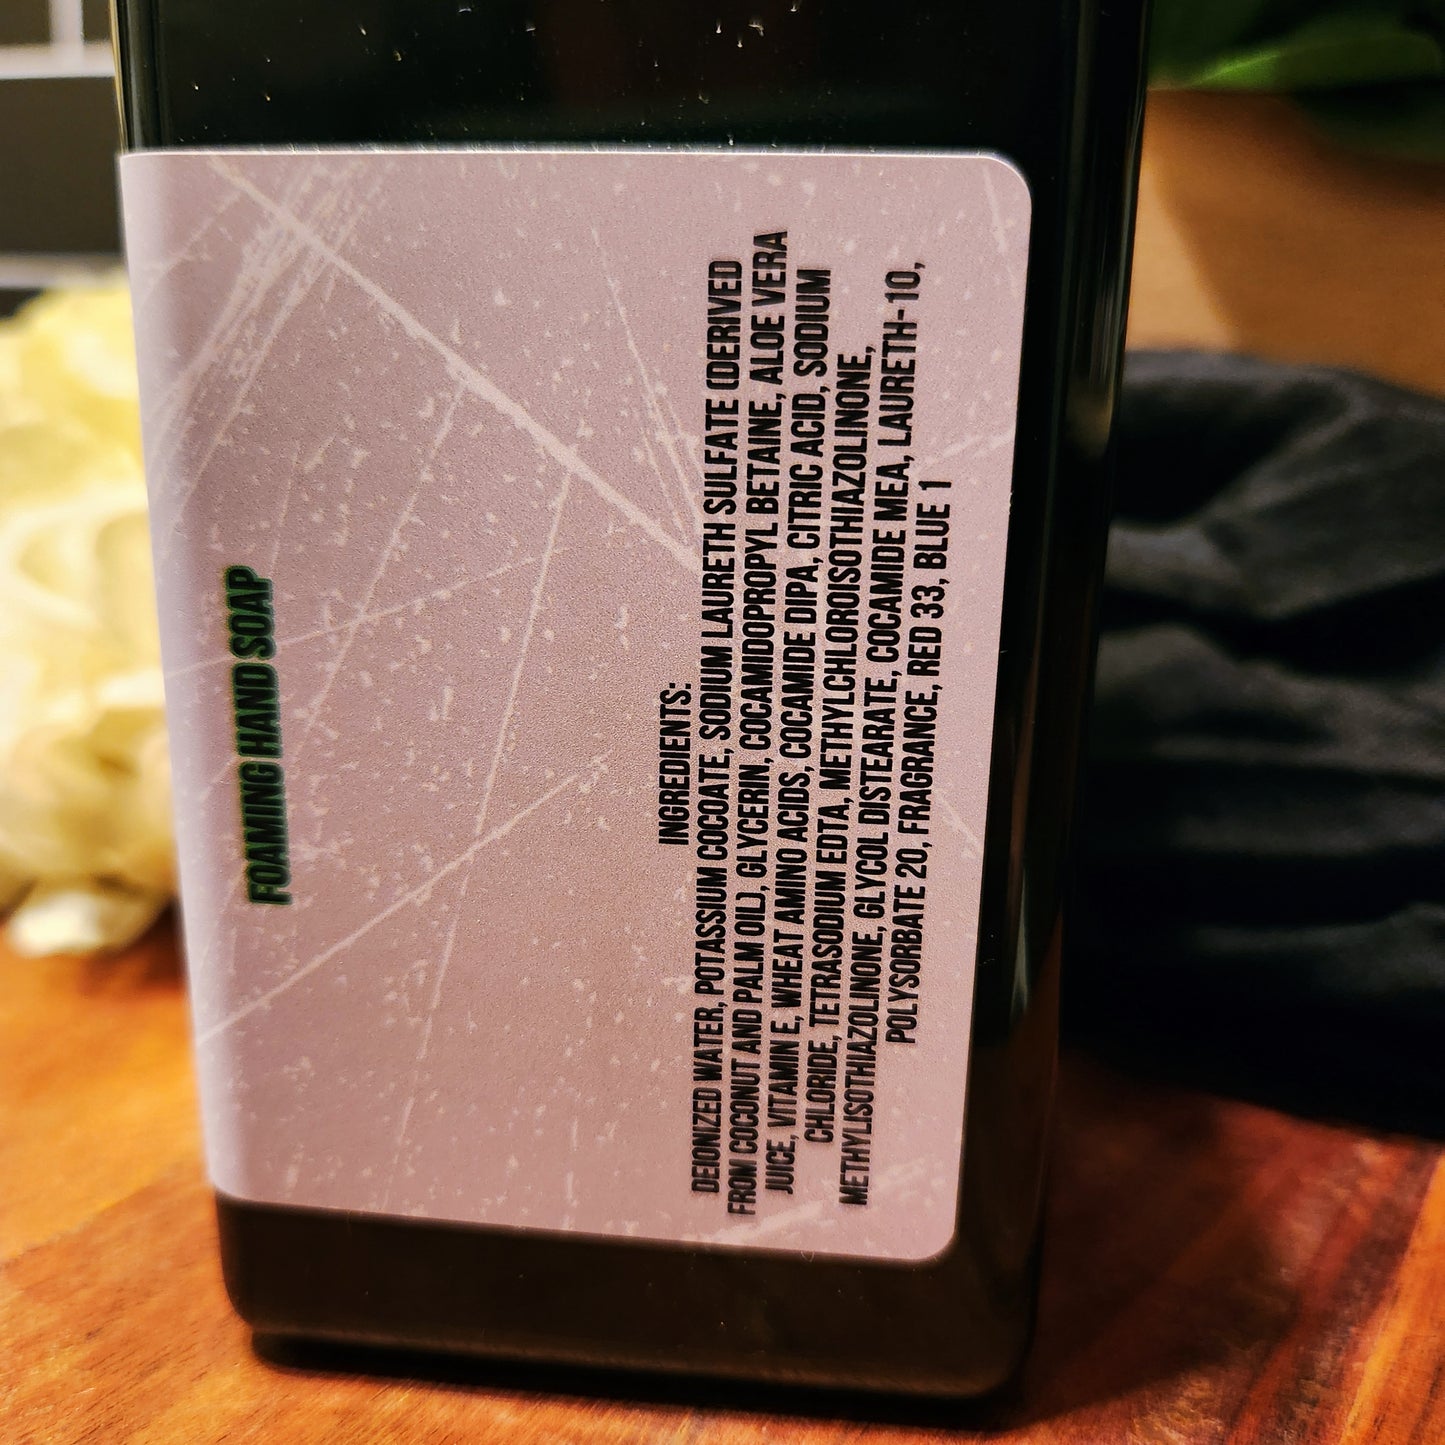 FOAMING HAND SOAP
INGREDIENTS:
DEIONIZED WATER, POTASSIUM COCOATE, SODIUM LAURETH SULFATE (DERIVED
FROM COCONUT AND PALM OIL), GLYCERIN, COCAMIDOPROPYL BETAINE, ALOE VERA
JUICE, VITAMIN E, WHEAT AMINO ACIDS, COCAMIDE DIPA, CITRIC ACID, SODIUM
CHLORIDE, TETRASODIUM EDTA, METHYLCHLOROISOTHIAZOLINONE,
METHYLISOTHIAZOLINONE, GLYCOL DISTEARATE, COCAMIDE MEA, LAURETH-10,
POLYSORBATE 20, FRAGRANCE, RED 33, BLUE 1